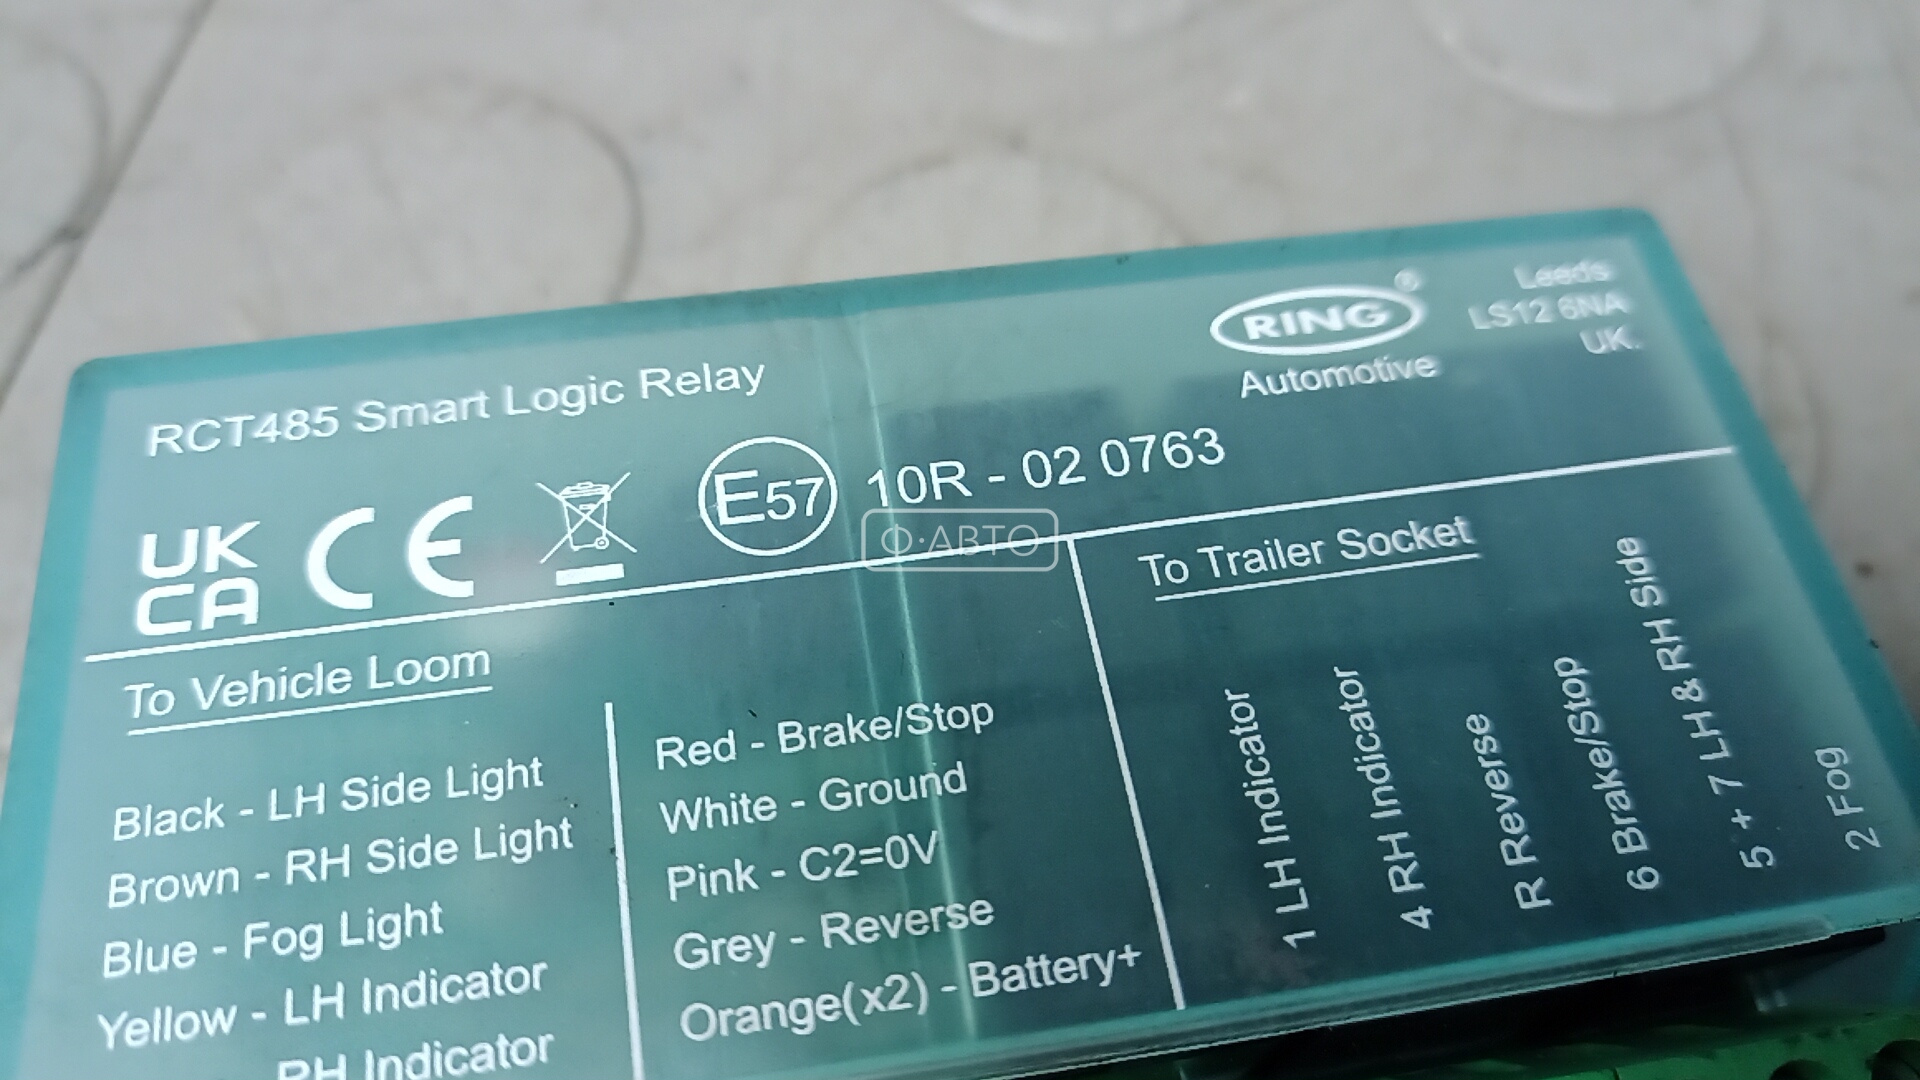 RCT485 Smart Logic Relay
RING®
Automotive
Leeds
LS12 6NA
UK.
UK
CA CE
E57 10R - 02 0763
Ф·АВТО
To Vehicle Loom
Black - LH Side Light
Brown - RH Side Light
Blue - Fog Light
Yellow - LH Indicator
RH Indicator
Red - Brake/Stop
White - Ground
Pink - C2=0V
Grey - Reverse
Orange(x2) - Battery+
To Trailer Socket
1 LH Indicator
4 RH Indicator
R Reverse
6 Brake/Stop
5 + 7 LH & RH Side
2 Fog